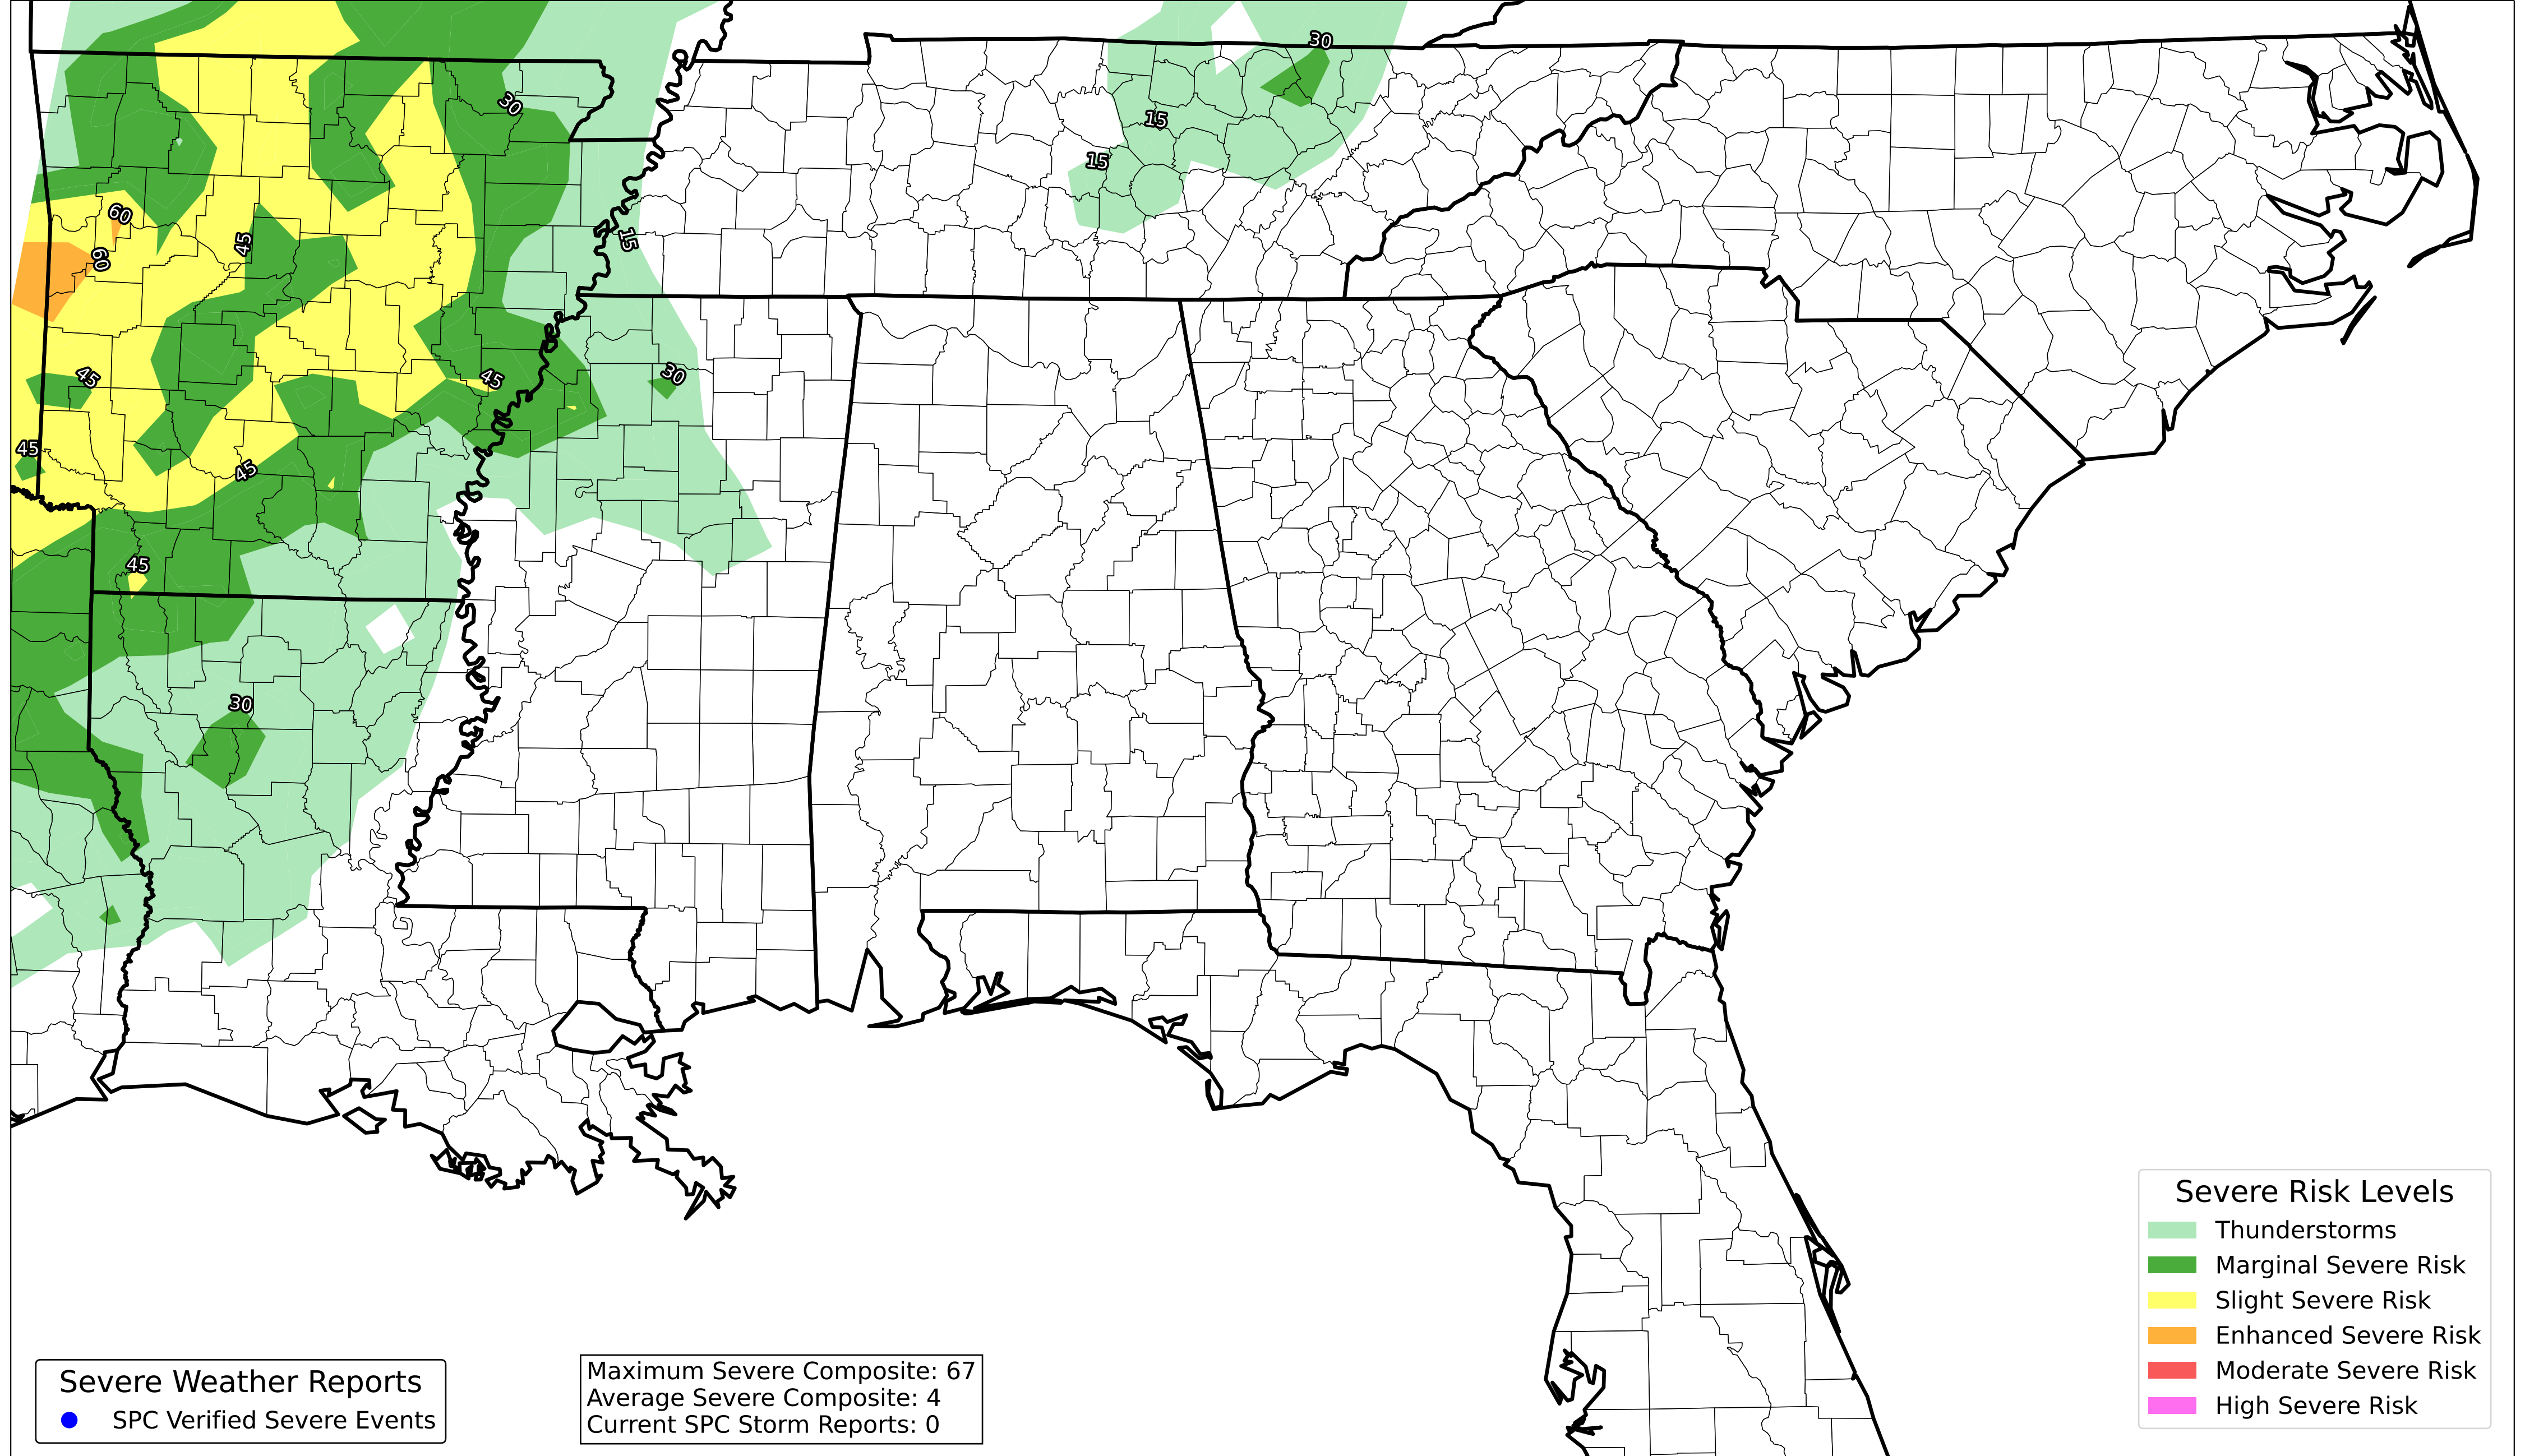 30
30
15
15
60
15
45
60
45
45
30
45
45
45
30
Severe Risk Levels
Thunderstorms
Marginal Severe Risk
Slight Severe Risk
Enhanced Severe Risk
Moderate Severe Risk
High Severe Risk
Severe Weather Reports
SPC Verified Severe Events
Maximum Severe Composite: 67
Average Severe Composite: 4
Current SPC Storm Reports: 0